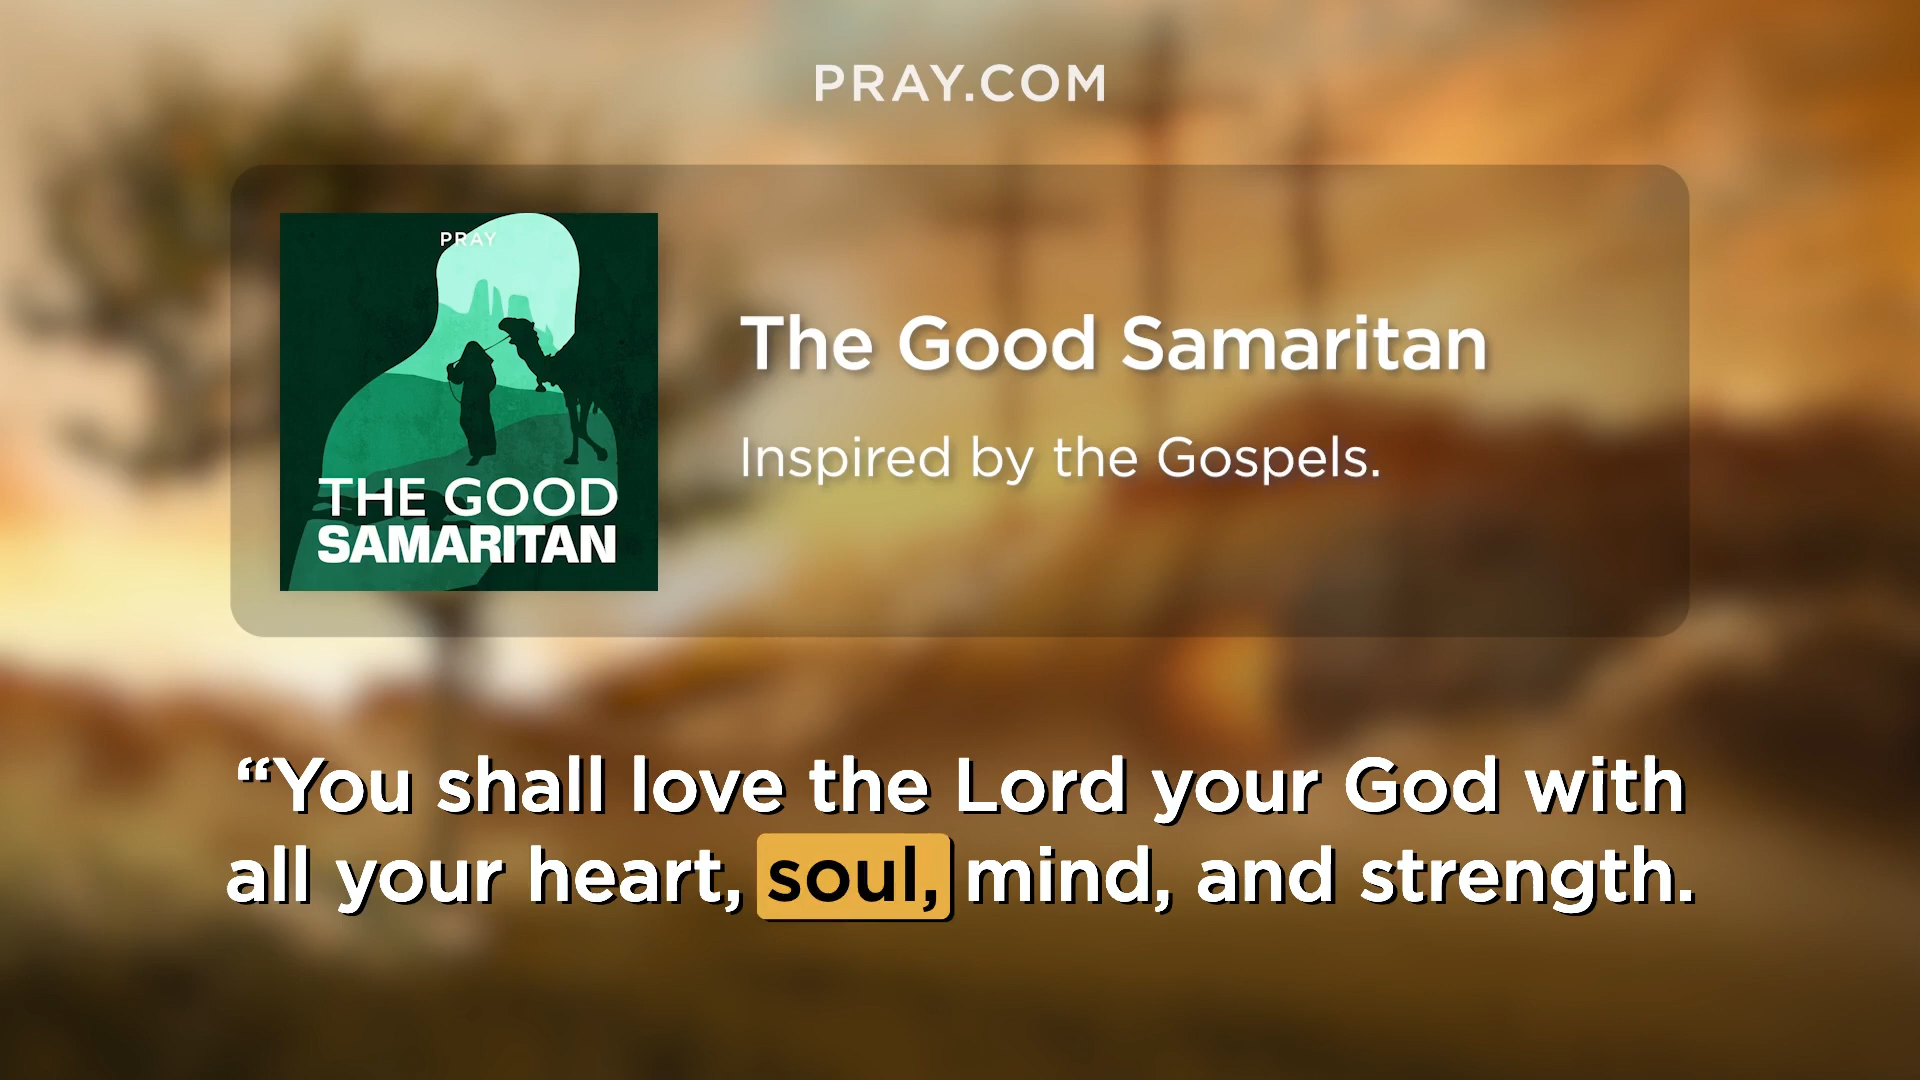 PRAY.COM
PRAY
THE GOOD
SAMARITAN
The Good Samaritan
Inspired by the Gospels.
“You shall love the Lord your God with
all your heart, soul, mind, and strength.